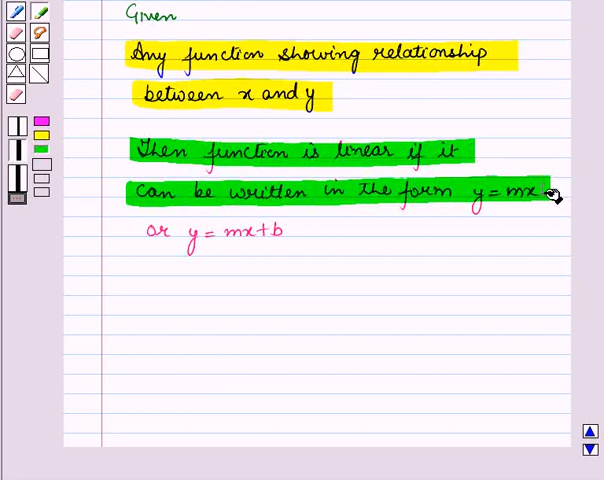 Given
Any function showing relationship
between x and y
Then function is linear if it
can be written in the form y = mx
or y = mx+b